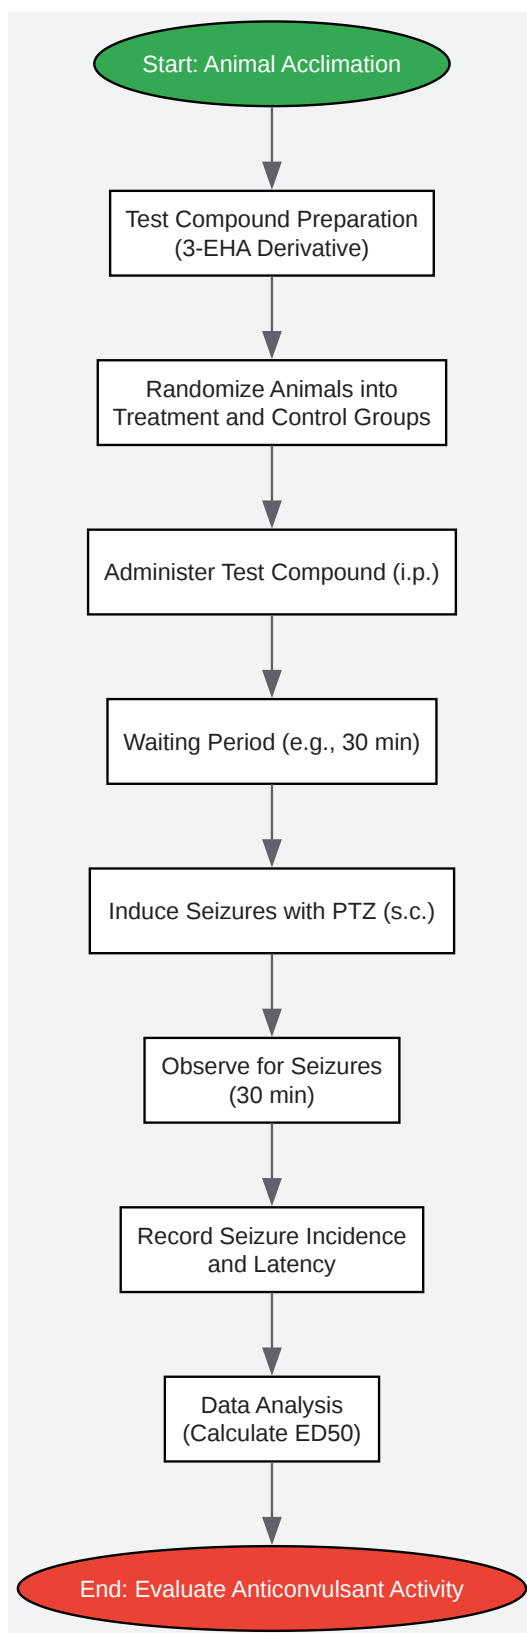 Start: Animal Acclimation
Test Compound Preparation
(3-EHA Derivative)
Randomize Animals into
Treatment and Control Groups
Administer Test Compound (i.p.)
Waiting Period (e.g., 30 min)
Induce Seizures with PTZ (s.c.)
Observe for Seizures
(30 min)
Record Seizure Incidence
and Latency
Data Analysis
(Calculate ED50)
End: Evaluate Anticonvulsant Activity